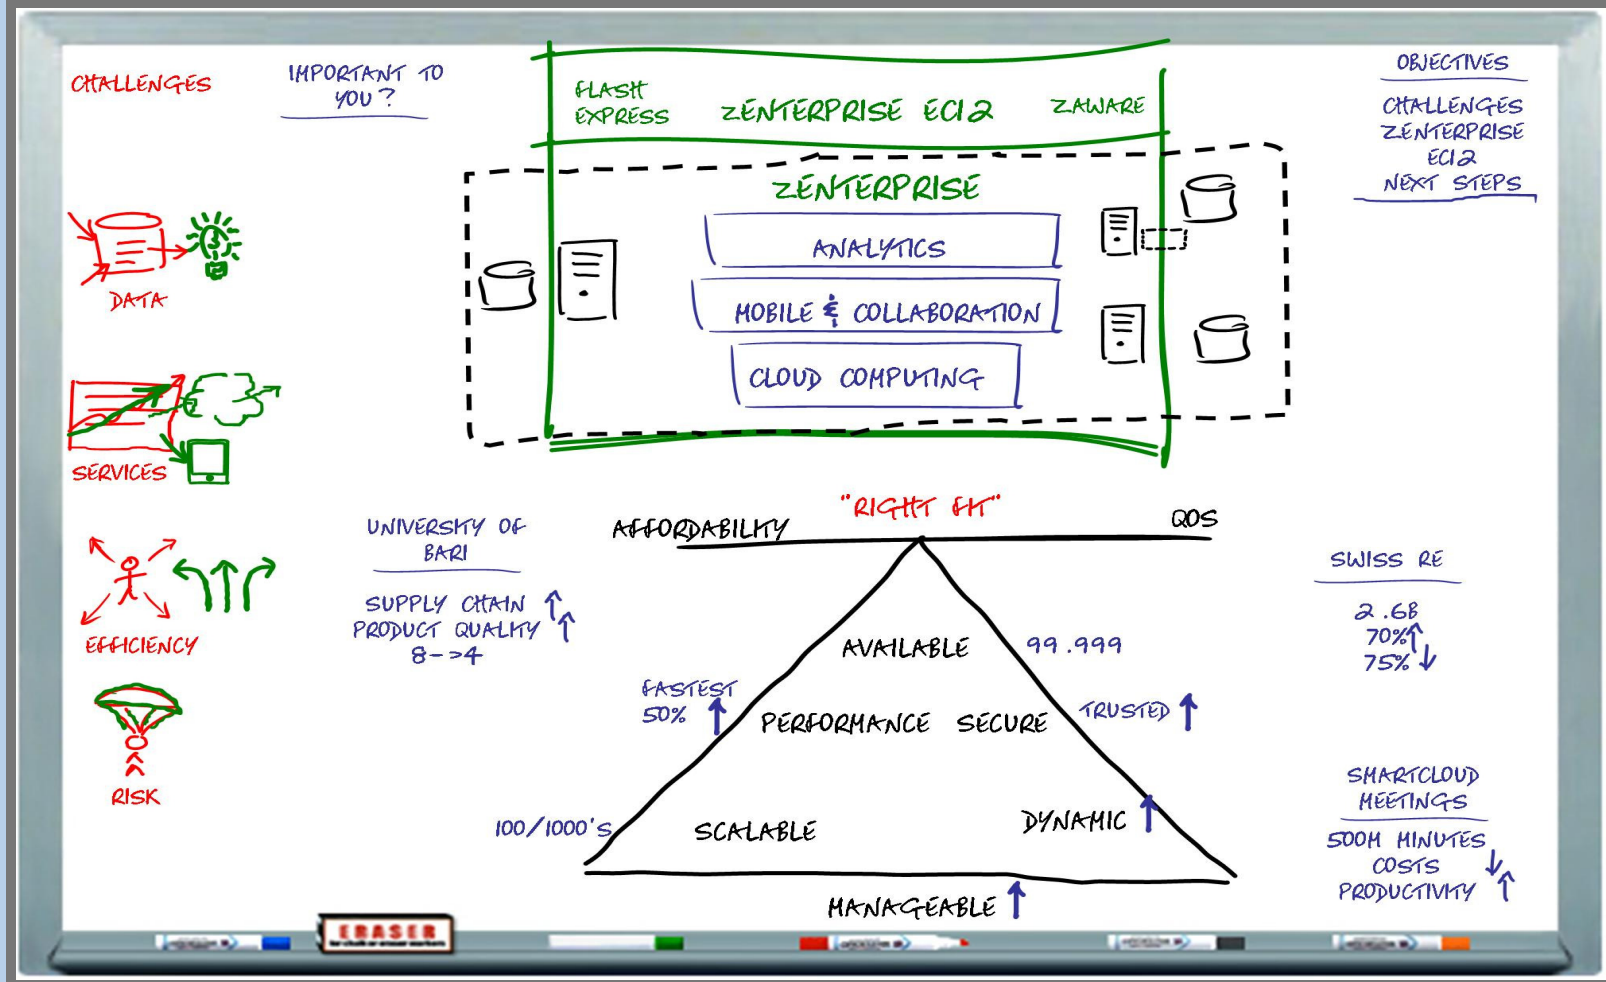 CHALLENGES
IMPORTANT TO
YOU?
FLASH
EXPRESS
ZENTERPRISE EC12
ZAWARE
OBJECTIVES
CHALLENGES
ZENTERPRISE
EC12
NEXT STEPS
ZENTERPRISE
ANALYTICS
MOBILE & COLLABORATION
CLOUD COMPUTING
DATA
SERVICES
EFFICIENCY
RISK
"RIGHT FIT"
AFFORDABILITY
QOS
UNIVERSITY OF
BARI
SUPPLY CHAIN ↑
PRODUCT QUALITY ↑
8-->4
AVAILABLE
99.999
FASTEST
50% ↑
PERFORMANCE SECURE
TRUSTED ↑
100/1000'S
SCALABLE
DYNAMIC ↑
MANAGEABLE ↑
SWISS RE
2.6B
70% ↑
75% ↓
SMARTCLOUD
MEETINGS
500M MINUTES
COSTS ↓
PRODUCTIVITY ↑
ERASER